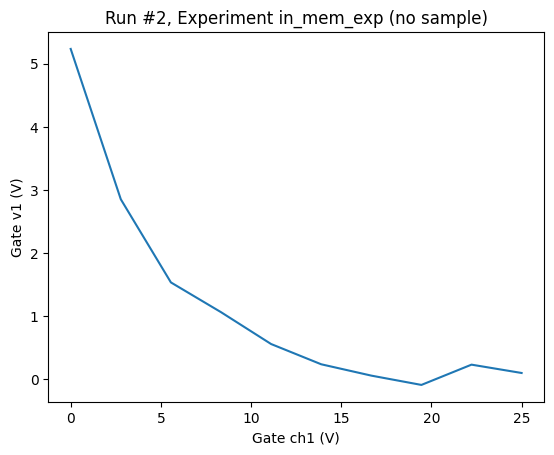 Run #2, Experiment in_mem_exp (no sample)
5
4
3
2
1
0
Gate v1 (V)
0 5 10 15 20 25
Gate ch1 (V)